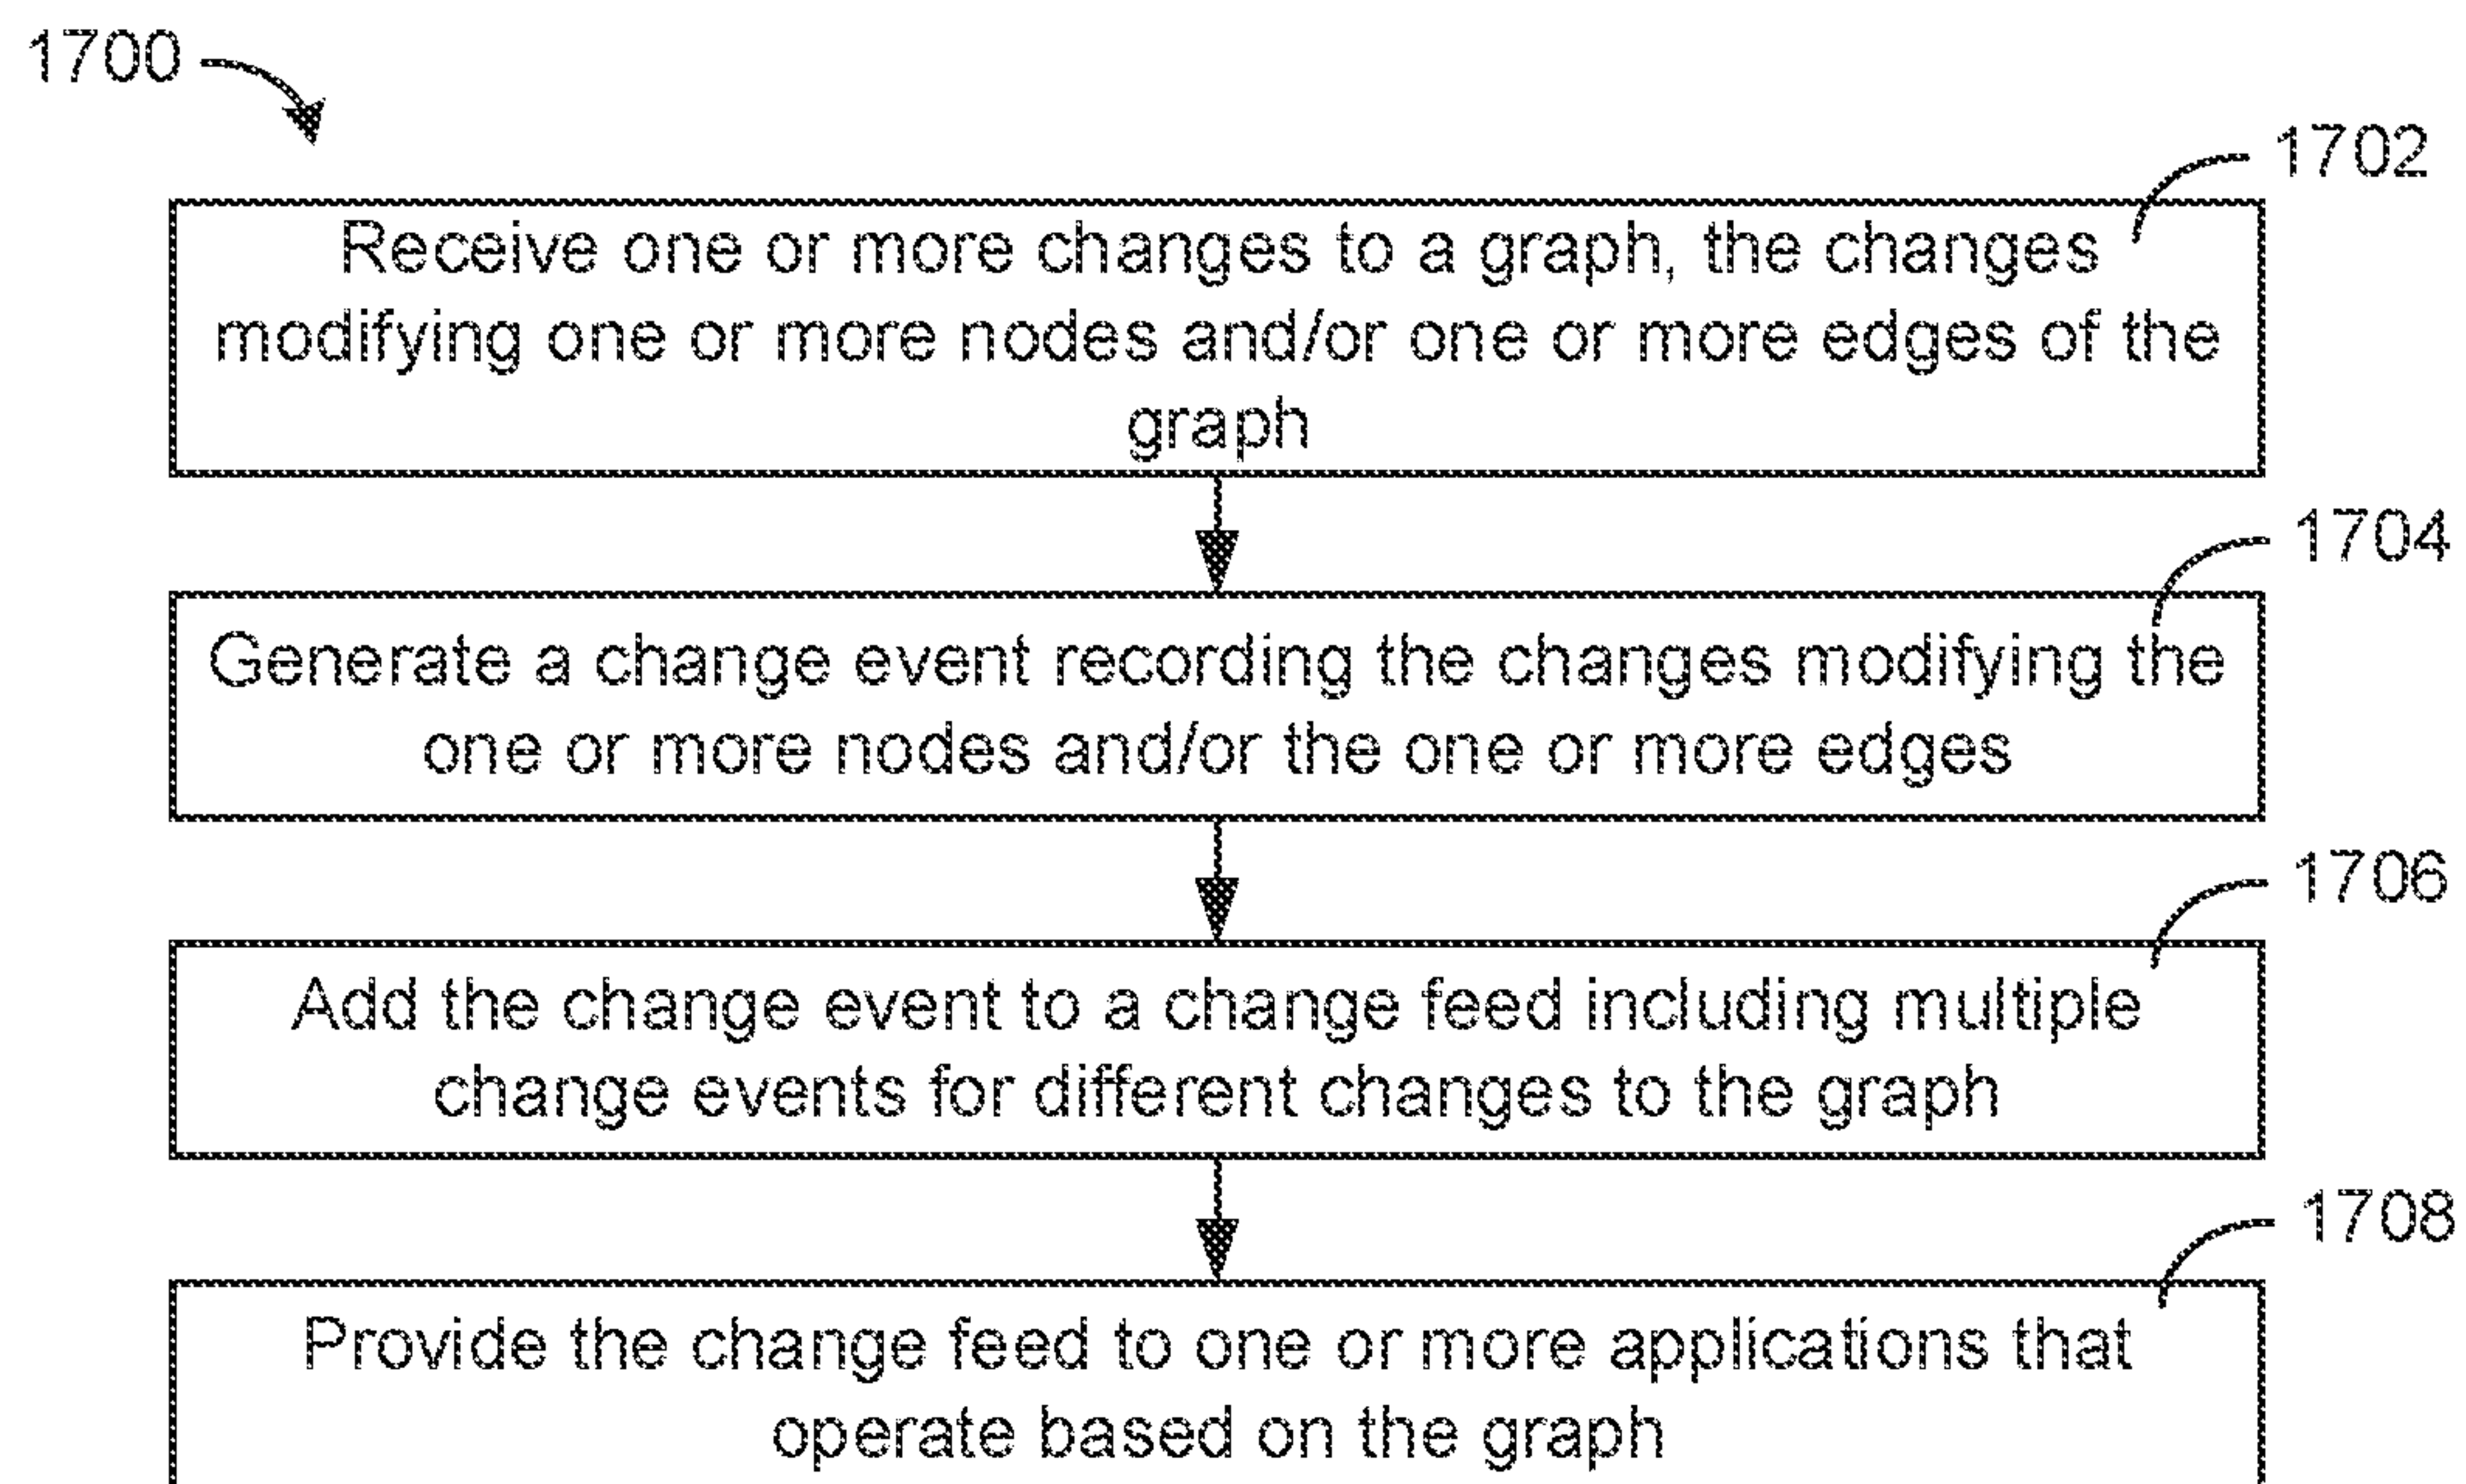 1700
1702
Receive one or more changes to a graph, the changes
modifying one or more nodes and/or one or more edges of the
graph
1704
Generate a change event recording the changes modifying the
one or more nodes and/or the one or more edges
1706
Add the change event to a change feed including multiple
change events for different changes to the graph
1708
Provide the change feed to one or more applications that
operate based on the graph